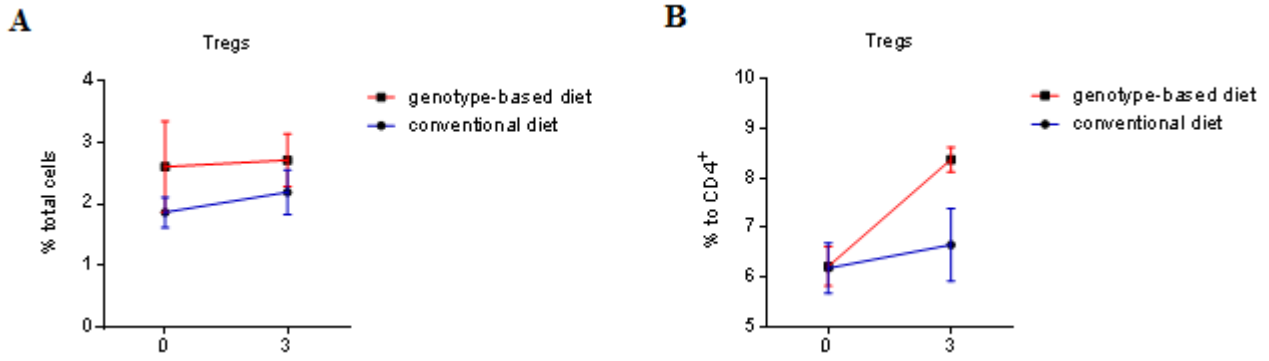 A
Tregs
4
3
2
1
0
% total cells
0
3
genotype-based diet
conventional diet
B
Tregs
10
9
8
7
6
5
% to CD4+
0
3
genotype-based diet
conventional diet